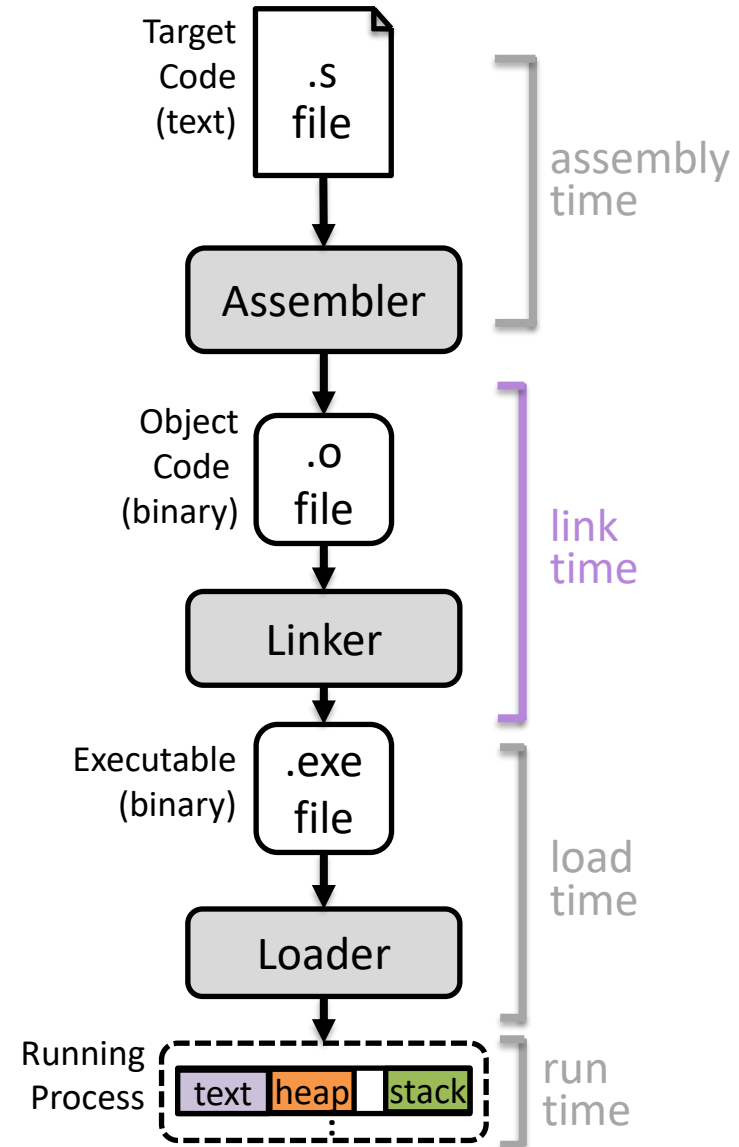 Target
Code
(text)
.s
file
assembly
time
Assembler
Object
Code
(binary)
.o
file
link
time
Linker
Executable
(binary)
.exe
file
load
time
Loader
Running
Process
text heap stack
⋮
run
time